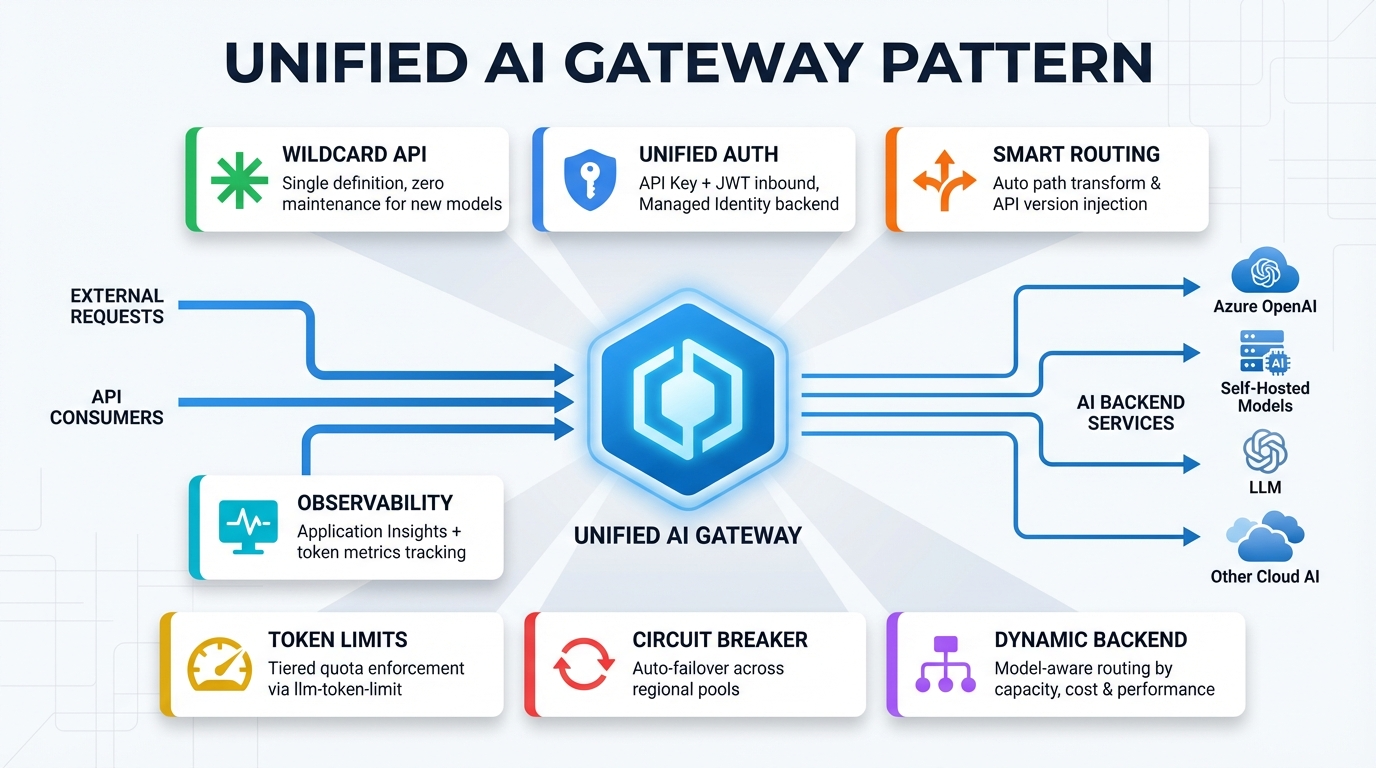 UNIFIED AI GATEWAY PATTERN
WILDCARD API
Single definition, zero
maintenance for new models
UNIFIED AUTH
API Key + JWT inbound,
Managed Identity backend
SMART ROUTING
Auto path transform &
API version injection
EXTERNAL
REQUESTS
API
CONSUMERS
OBSERVABILITY
Application Insights +
token metrics tracking
UNIFIED AI GATEWAY
AI BACKEND
SERVICES
Azure OpenAI
AI
Self-Hosted
Models
LLM
Other Cloud AI
TOKEN LIMITS
Tiered quota enforcement
via llm-token-limit
CIRCUIT BREAKER
Auto-failover across
regional pools
DYNAMIC BACKEND
Model-aware routing by
capacity, cost & performance